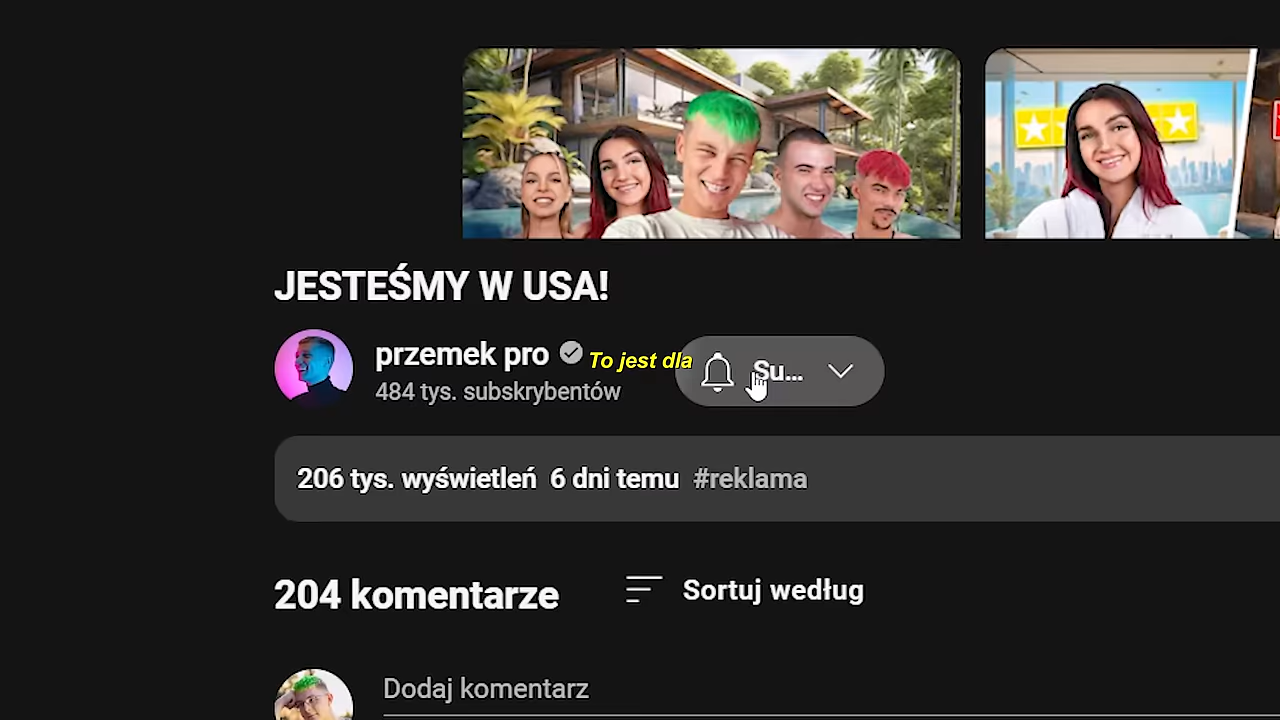 JESTEŚMY W USA!
przemek pro
To jest dla
Su...
484 tys. subskrybentów
206 tys. wyświetleń 6 dni temu #reklama
204 komentarze
Sortuj według
Dodaj komentarz